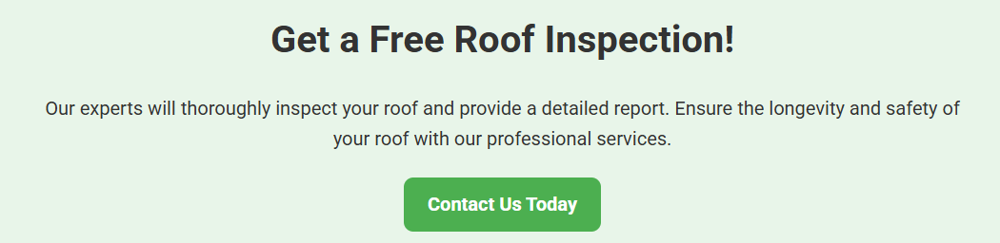 Get a Free Roof Inspection!
Our experts will thoroughly inspect your roof and provide a detailed report. Ensure the longevity and safety of
your roof with our professional services.
Contact Us Today